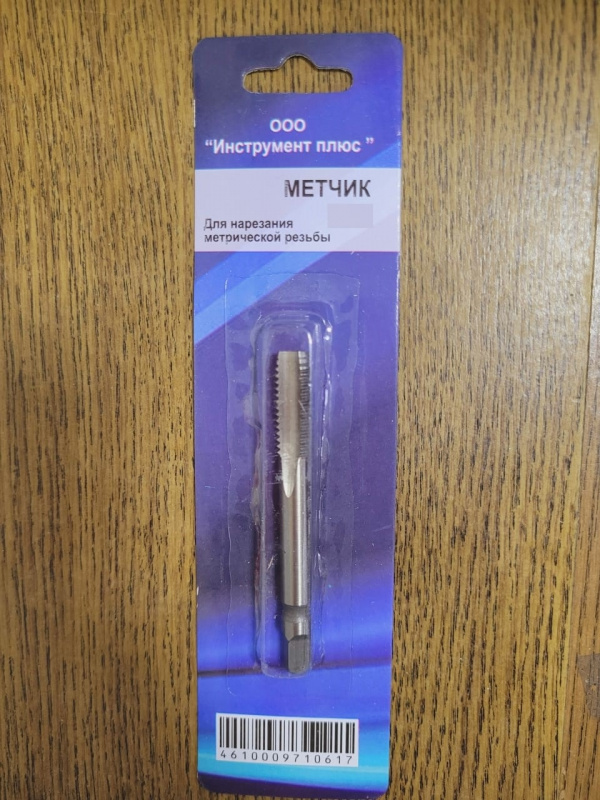 ООО
“Инструмент плюс ”
МЕТЧИК
Для нарезания
метрической резьбы
4610009710617